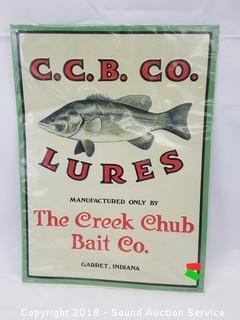 C.C.B. CO.
LURES
MANUFACTURED ONLY BY
The Creek Chub
Bait Co.
GARRET, INDIANA
Copyright 2018 - Sound Auction Service